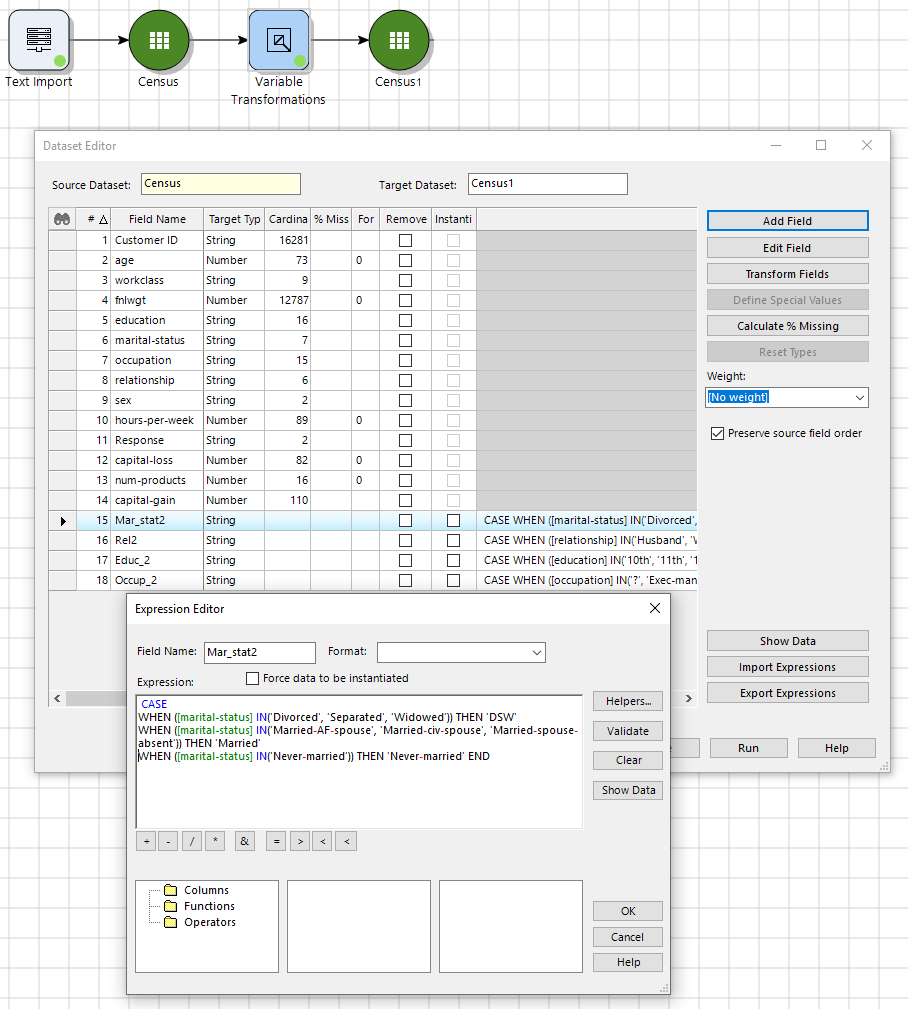 Text Import
Census
Variable
Transformations
Census1
Dataset Editor
Source Dataset: Census
Target Dataset: Census1
# Field Name Target Typ Cardina % Miss For Remove Instanti
1 Customer ID String 16281
2 age Number 73 0
3 workclass String 9
4 fnlwgt Number 12787 0
5 education String 16
6 marital-status String 7
7 occupation String 15
8 relationship String 6
9 sex String 2
10 hours-per-week Number 89 0
11 Response String 2
12 capital-loss Number 82 0
13 num-products Number 16 0
14 capital-gain Number 110
15 Mar_stat2 String CASE WHEN ([marital-status] IN('Divorced',
16 Rel2 String CASE WHEN ([relationship] IN('Husband', 'W
17 Educ_2 String CASE WHEN ([education] IN('10th', '11th', '1
18 Occup_2 String CASE WHEN ([occupation] IN('?', 'Exec-man
Add Field
Edit Field
Transform Fields
Define Special Values
Calculate % Missing
Reset Types
Weight:
[No weight]
Preserve source field order
Show Data
Import Expressions
Export Expressions
Run
Help
Expression Editor
Field Name: Mar_stat2 Format:
Force data to be instantiated
Expression:
CASE
WHEN ([marital-status] IN('Divorced', 'Separated', 'Widowed')) THEN 'DSW'
WHEN ([marital-status] IN('Married-AF-spouse', 'Married-civ-spouse', 'Married-spouse-
absent')) THEN 'Married'
WHEN ([marital-status] IN('Never-married')) THEN 'Never-married' END
Helpers...
Validate
Clear
Show Data
+ - / * & = > < <
Columns
Functions
Operators
OK
Cancel
Help